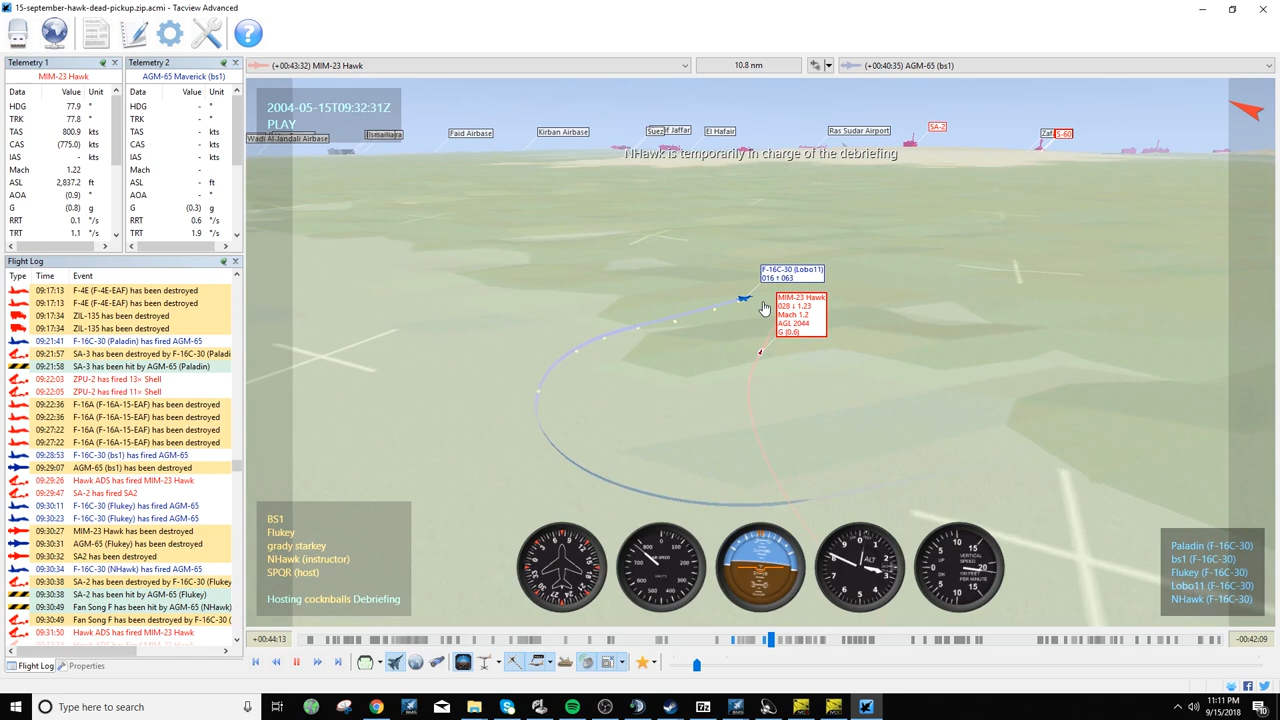 15-september-hawk-dead-pickup.zip.acmi - Tacview Advanced
Telemetry 1
MIM-23 Hawk
Data Value Unit
HDG 77.9 °
TRK 77.8 °
TAS 800.9 kts
CAS (775.0) kts
IAS - kts
Mach 1.22
ASL 2,837.2 ft
AOA (0.9) °
G (0.8) g
RRT 0.1 °/s
TRT 1.1 °/s
Telemetry 2
AGM-65 Maverick (bs1)
Data Value Unit
HDG - °
TRK - °
TAS - kts
CAS - kts
IAS - kts
Mach -
ASL - ft
AOA - °
G (0.3) g
RRT 0.6 °/s
TRT 1.9 °/s
(+00:43:32) MIM-23 Hawk
10.8 nm
(+00:40:35) AGM-65 (bs1)
2004-05-15T09:32:31Z
PLAY
Wadi Al-Jandali Airbase
Ismailiara
Faid Airbase
Kirban Airbase
Suez
El Hafair
Ras Sudar Airport
SA-2
S-60
NHawk is temporarily in charge of the debriefing
F-16C-30 (Lobo11)
016 ↑ 063
MIM-23 Hawk
028 ↓ 1.23
Mach 1.2
AGL 2044
G (0.6)
Flight Log
Type Time Event
09:17:13 F-4E (F-4E-EAF) has been destroyed
09:17:13 F-4E (F-4E-EAF) has been destroyed
09:17:34 ZIL-135 has been destroyed
09:17:34 ZIL-135 has been destroyed
09:21:41 F-16C-30 (Paladin) has fired AGM-65
09:21:57 SA-3 has been destroyed by F-16C-30 (Paladi
09:21:58 SA-3 has been hit by AGM-65 (Paladin)
09:22:03 ZPU-2 has fired 13× Shell
09:22:05 ZPU-2 has fired 11× Shell
09:22:36 F-16A (F-16A-15-EAF) has been destroyed
09:22:36 F-16A (F-16A-15-EAF) has been destroyed
09:27:22 F-16A (F-16A-15-EAF) has been destroyed
09:27:22 F-16A (F-16A-15-EAF) has been destroyed
09:28:53 F-16C-30 (bs1) has fired AGM-65
09:29:07 AGM-65 (bs1) has been destroyed
09:29:26 Hawk ADS has fired MIM-23 Hawk
09:29:47 SA-2 has fired SA2
09:30:11 F-16C-30 (Flukey) has fired AGM-65
09:30:23 F-16C-30 (Flukey) has fired AGM-65
09:30:27 MIM-23 Hawk has been destroyed
09:30:31 AGM-65 (Flukey) has been destroyed
09:30:32 SA2 has been destroyed
09:30:34 F-16C-30 (NHawk) has fired AGM-65
09:30:38 SA-2 has been destroyed by F-16C-30 (Flukey
09:30:38 SA-2 has been hit by AGM-65 (Flukey)
09:30:49 Fan Song F has been hit by AGM-65 (NHawk)
09:30:49 Fan Song F has been destroyed by F-16C-30 (
09:31:50 Hawk ADS has fired MIM-23 Hawk
BS1
Flukey
grady starkey
NHawk (instructor)
SPQR (host)
Hosting cocknballs Debriefing
Paladin (F-16C-30)
bs1 (F-16C-30)
Flukey (F-16C-30)
Lobo11 (F-16C-30)
NHawk (F-16C-30)
+00:44:13
-00:42:09
Flight Log Properties
Type here to search
11:11 PM
9/15/2018